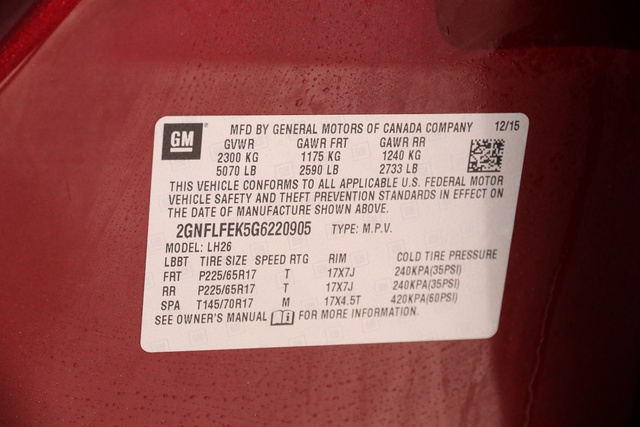 GM
MFD BY GENERAL MOTORS OF CANADA COMPANY 12/15
GVWR GAWR FRT GAWR RR
2300 KG 1175 KG 1240 KG
5070 LB 2590 LB 2733 LB
THIS VEHICLE CONFORMS TO ALL APPLICABLE U.S. FEDERAL MOTOR
VEHICLE SAFETY AND THEFT PREVENTION STANDARDS IN EFFECT ON
THE DATE OF MANUFACTURE SHOWN ABOVE.
2GNFLFEK5G6220905 TYPE: M.P.V.
MODEL: LH26
LBBT TIRE SIZE SPEED RTG RIM COLD TIRE PRESSURE
FRT P225/65R17 T 17X7J 240KPA(35PSI)
RR P225/65R17 T 17X7J 240KPA(35PSI)
SPA T145/70R17 M 17X4.5T 420KPA(60PSI)
SEE OWNER'S MANUAL FOR MORE INFORMATION.